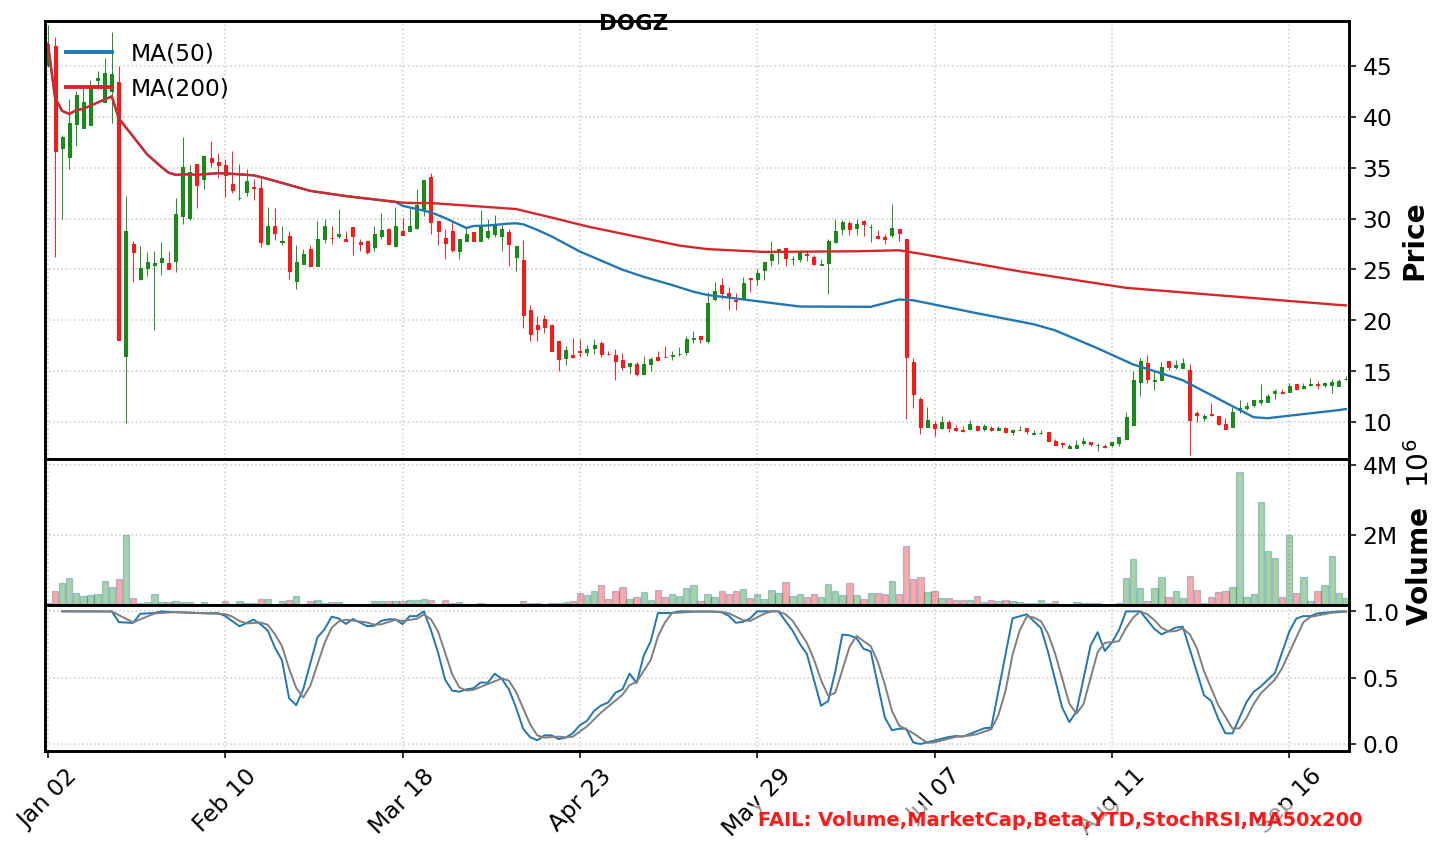 DOGZ
MA(50)
MA(200)
45
40
35
30
25
20
15
10
Price
4M
2M
Volume 10^6
1.0
0.5
0.0
Jan 02
Feb 10
Mar 18
Apr 23
May 29
Jul 07
Aug 11
Sep 16
FAIL: Volume,MarketCap,Beta,YTD,StochRSI,MA50x200